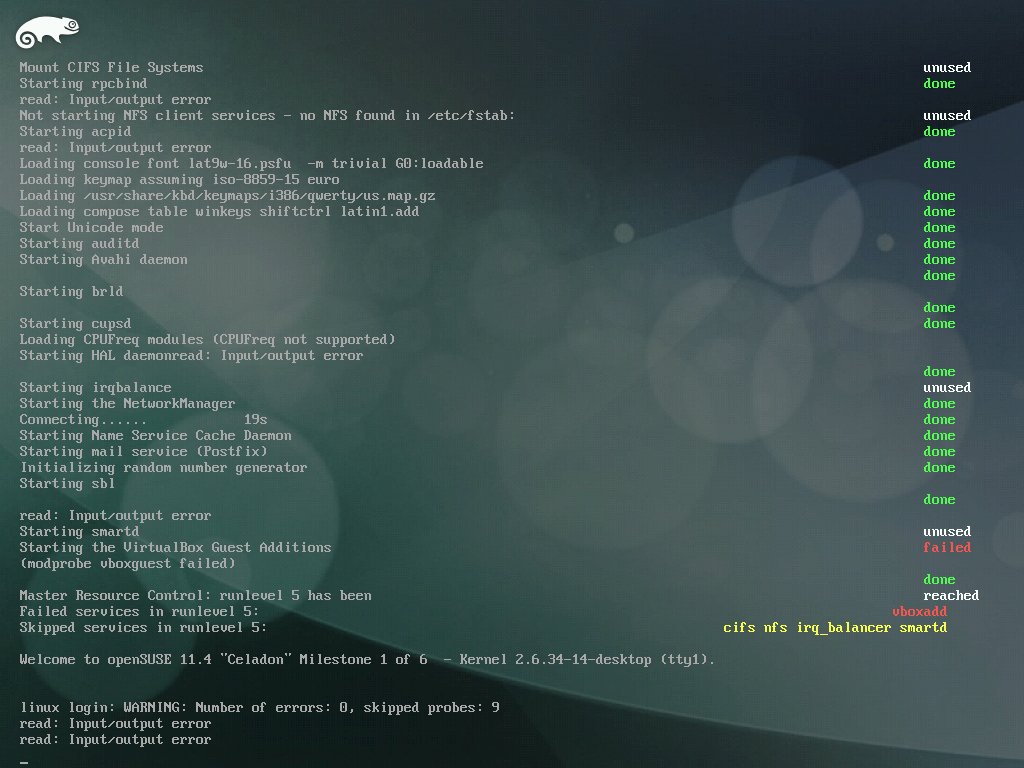 Mount CIFS File Systems unused
Starting rpcbind done
read: Input/output error
Not starting NFS client services - no NFS found in /etc/fstab: unused
Starting acpid done
read: Input/output error
Loading console font lat9w-16.psfu  -m trivial G0:loadable done
Loading keymap assuming iso-8859-15 euro
Loading /usr/share/kbd/keymaps/i386/qwerty/us.map.gz done
Loading compose table winkeys shiftctrl latin1.add done
Start Unicode mode done
Starting auditd done
Starting Avahi daemon done
done
Starting brld
done
Starting cupsd done
Loading CPUFreq modules (CPUFreq not supported)
Starting HAL daemonread: Input/output error
done
Starting irqbalance unused
Starting the NetworkManager done
Connecting...... 19s done
Starting Name Service Cache Daemon done
Starting mail service (Postfix) done
Initializing random number generator done
Starting sbl
done
read: Input/output error
Starting smartd unused
Starting the VirtualBox Guest Additions failed
(modprobe vboxguest failed)
done
Master Resource Control: runlevel 5 has been reached
Failed services in runlevel 5: vboxadd
Skipped services in runlevel 5: cifs nfs irq_balancer smartd
Welcome to openSUSE 11.4 "Celadon" Milestone 1 of 6  - Kernel 2.6.34-14-desktop (tty1).
linux login: WARNING: Number of errors: 0, skipped probes: 9
read: Input/output error
read: Input/output error
_